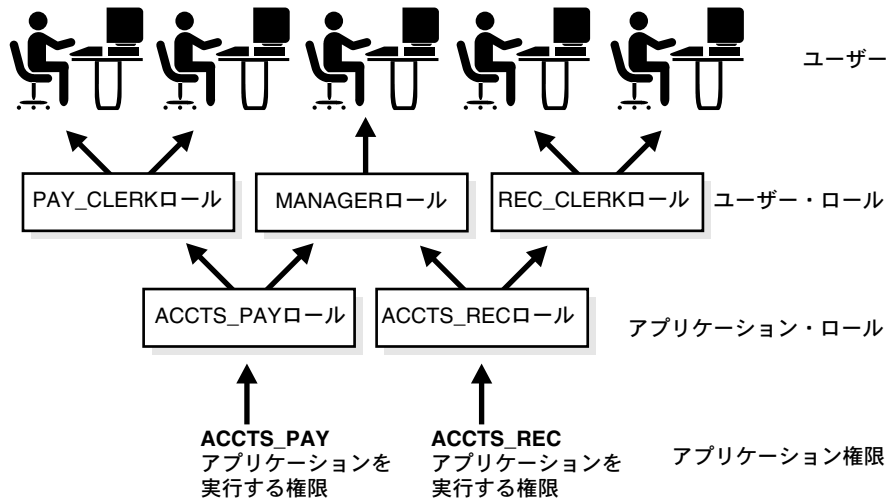 ユーザー
PAY_CLERKロール
MANAGERロール
REC_CLERKロール
ユーザー・ロール
ACCTS_PAYロール
ACCTS_RECロール
アプリケーション・ロール
ACCTS_PAY
アプリケーションを
実行する権限
ACCTS_REC
アプリケーションを
実行する権限
アプリケーション権限